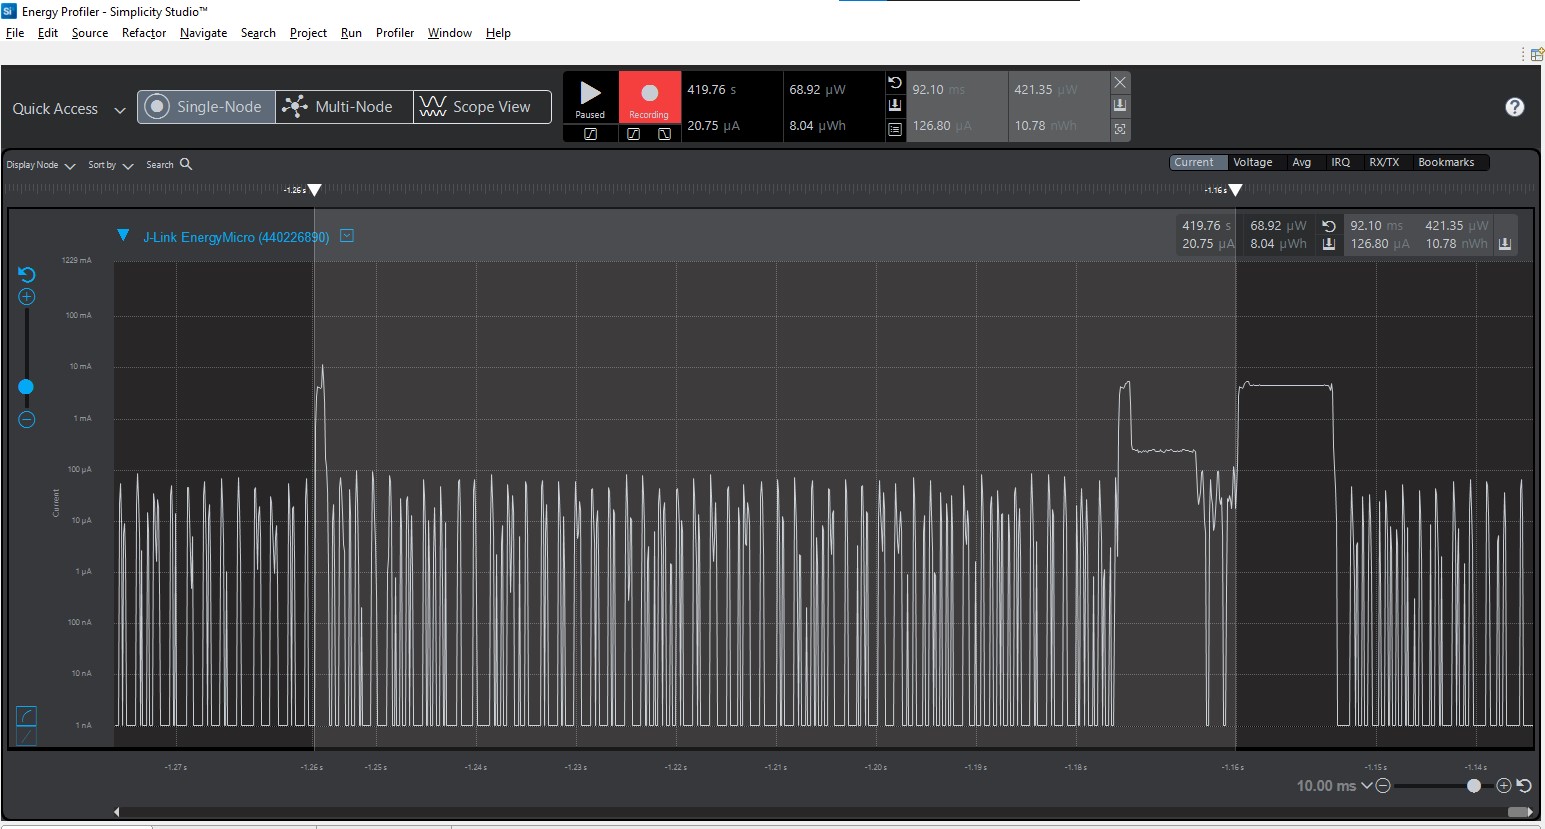 Energy Profiler - Simplicity Studio™
File Edit Source Refactor Navigate Search Project Run Profiler Window Help
Quick Access
Single-Node
Multi-Node
Scope View
Paused
Recording
419.76 s 68.92 µW
20.75 µA 8.04 µWh
92.10 ms 421.35 µW
126.80 µA 10.78 nWh
?
Display Node Sort by Search
Current Voltage Avg IRQ RX/TX Bookmarks
-1.26 s -1.16 s
J-Link EnergyMicro (440226890)
419.76 s 68.92 µW 92.10 ms 421.35 µW
20.75 µA 8.04 µWh 126.80 µA 10.78 nWh
1229 mA
100 mA
10 mA
1 mA
100 µA
10 µA
1 µA
100 nA
10 nA
1 nA
Current
-1.27 s -1.26 s -1.25 s -1.24 s -1.23 s -1.22 s -1.21 s -1.20 s -1.19 s -1.18 s -1.16 s -1.15 s -1.14 s
10.00 ms